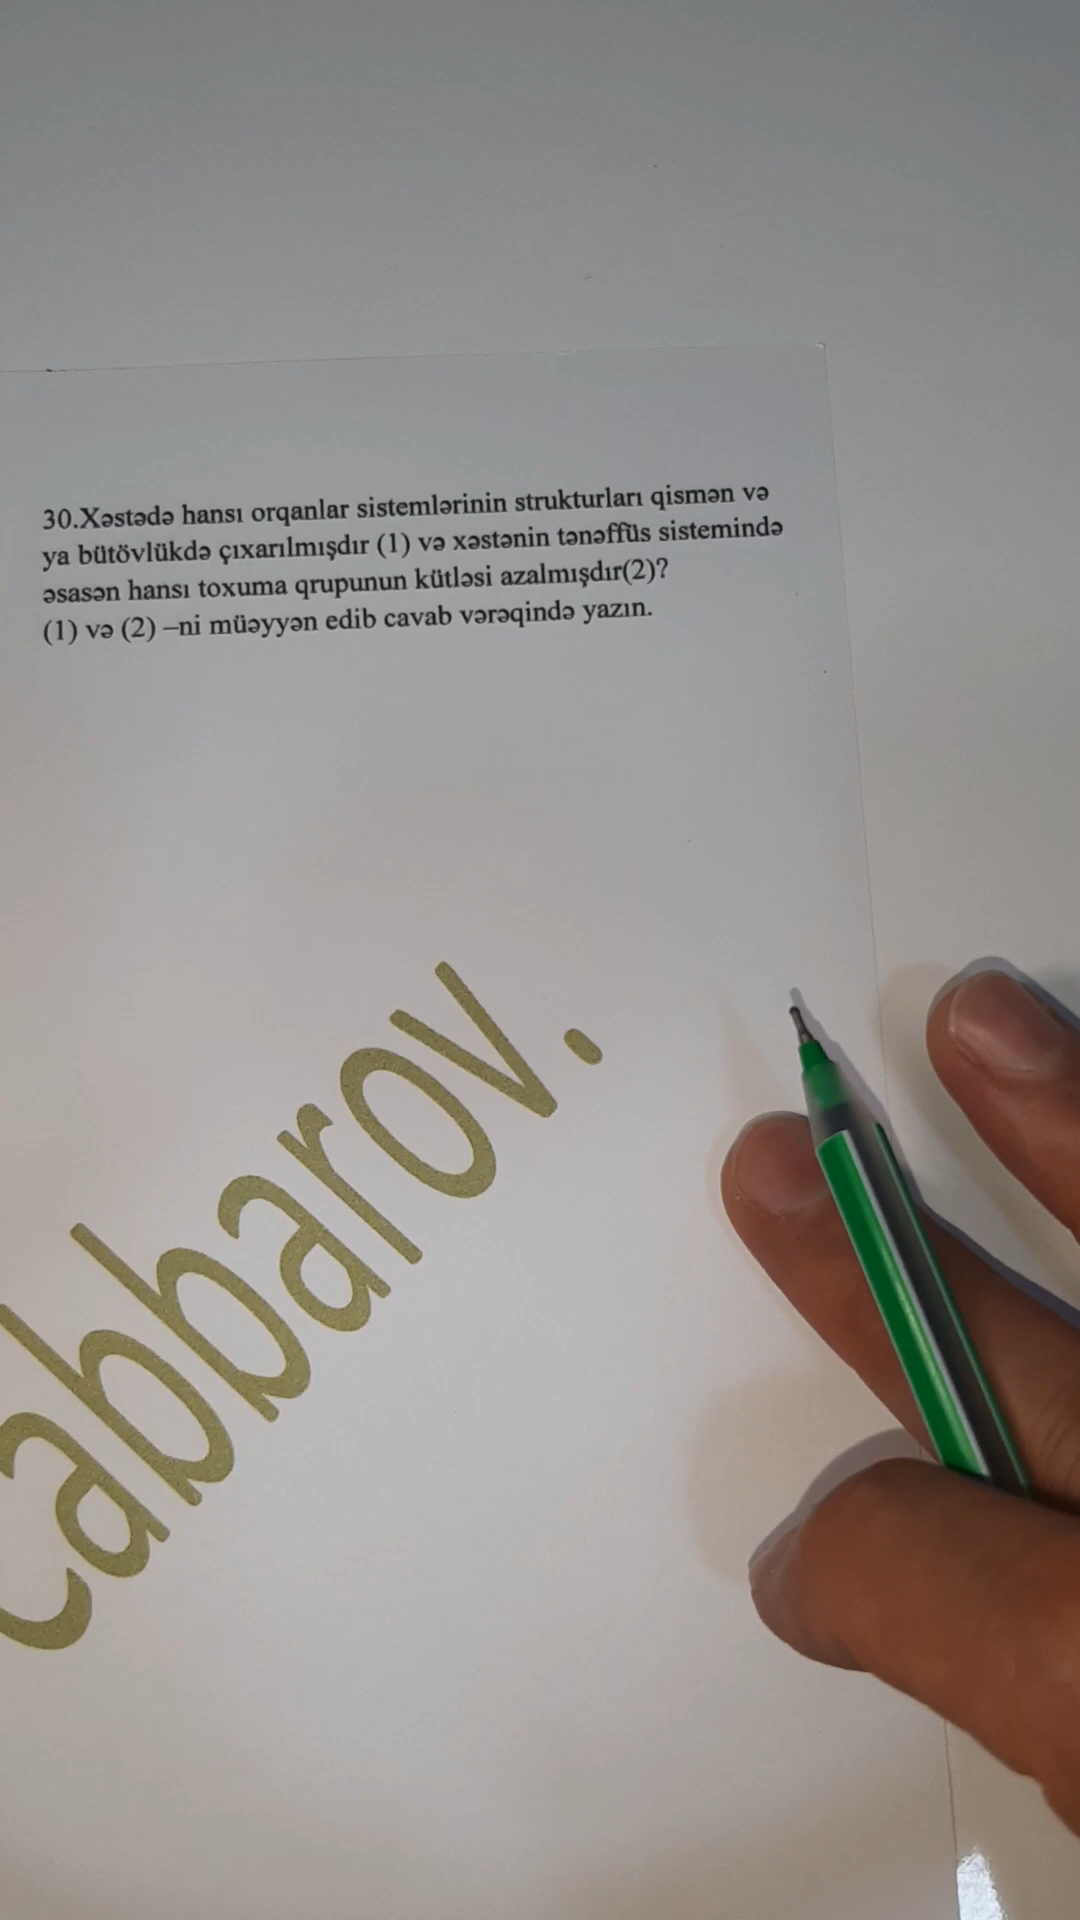 30.Xəstədə hansı orqanlar sistemlərinin strukturları qismən və
ya bütövlükdə çıxarılmışdır (1) və xəstənin tənəffüs sistemində
əsasən hansı toxuma qrupunun kütləsi azalmışdır(2)?
(1) və (2) –ni müəyyən edib cavab vərəqində yazın.
cabbarov.